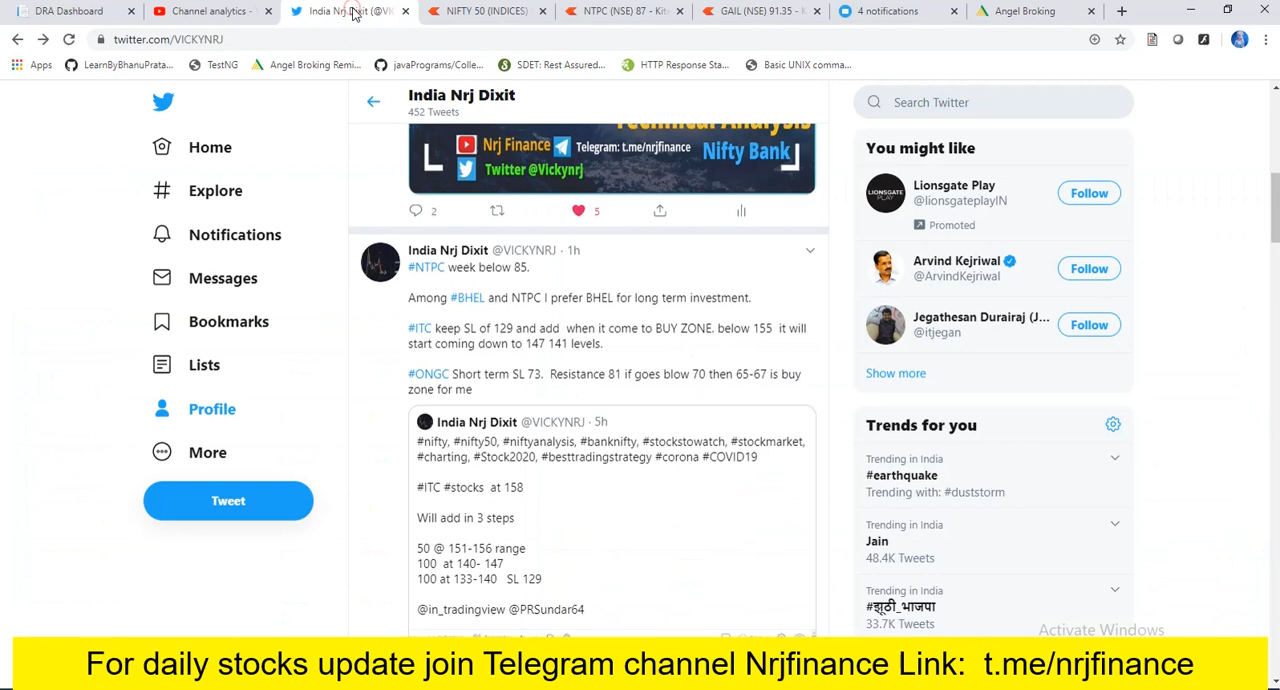 DRA Dashboard
Channel analytics -
India Nrj Dixit (@VI
NIFTY 50 (INDICES)
NTPC (NSE) 87 - Kite
GAIL (NSE) 91.35 - K
4 notifications
Angel Broking
twitter.com/VICKYNRJ
Apps
LearnByBhanuPrata...
TestNG
Angel Broking Remi...
javaPrograms/Colle...
SDET: Rest Assured...
HTTP Response Sta...
Basic UNIX comma...
Home
Explore
Notifications
Messages
Bookmarks
Lists
Profile
More
Tweet
India Nrj Dixit
452 Tweets
Technical Analysis
Nrj Finance Telegram: t.me/nrjfinance Nifty Bank
Twitter @Vickynrj
2 5
India Nrj Dixit @VICKYNRJ · 1h
#NTPC week below 85.
Among #BHEL and NTPC I prefer BHEL for long term investment.
#ITC keep SL of 129 and add when it come to BUY ZONE. below 155 it will
start coming down to 147 141 levels.
#ONGC Short term SL 73. Resistance 81 if goes blow 70 then 65-67 is buy
zone for me
India Nrj Dixit @VICKYNRJ · 5h
#nifty, #nifty50, #niftyanalysis, #banknifty, #stockstowatch, #stockmarket,
#charting, #Stock2020, #besttradingstrategy #corona #COVID19
#ITC #stocks at 158
Will add in 3 steps
50 @ 151-156 range
100 at 140- 147
100 at 133-140 SL 129
@in_tradingview @PRSundar64
Search Twitter
You might like
LIONSGATE
PLAY
Lionsgate Play
@lionsgateplayIN
Follow
Promoted
Arvind Kejriwal
@ArvindKejriwal
Follow
Jegathesan Durairaj (J...
@itjegan
Follow
Show more
Trends for you
Trending in India
#earthquake
Trending with: #duststorm
Trending in India
Jain
48.4K Tweets
Trending in India
#झूठी_भाजपा
33.7K Tweets
Activate Windows
For daily stocks update join Telegram channel Nrjfinance Link: t.me/nrjfinance